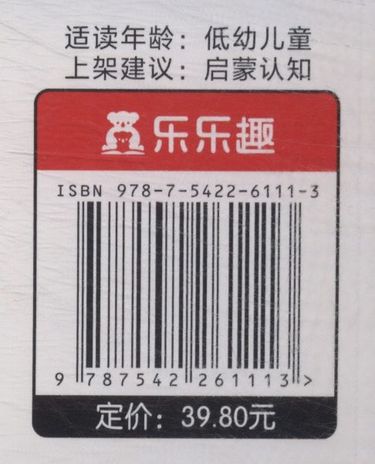 适读年龄：低幼儿童
上架建议：启蒙认知
乐乐趣
ISBN 978-7-5422-6111-3
9 787542 261113 >
定价：39.80元